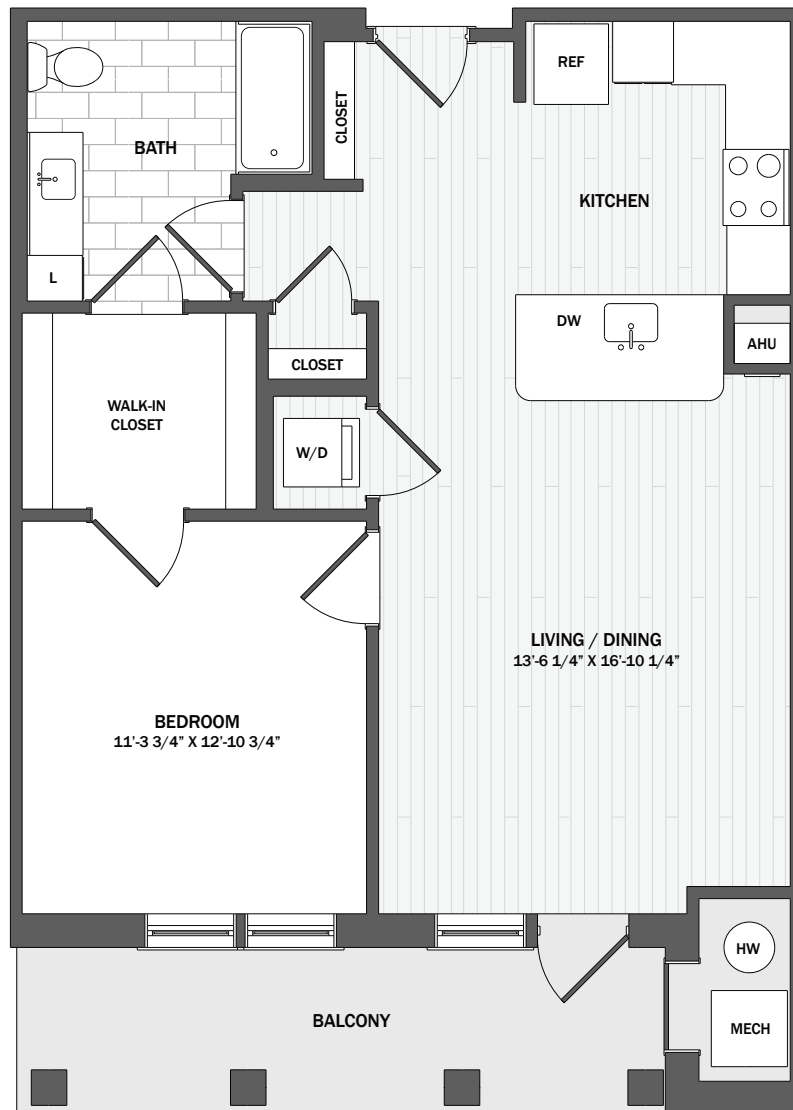 REF
CLOSET
BATH
KITCHEN
L
DW
AHU
CLOSET
WALK-IN
CLOSET
W/D
LIVING / DINING
13’-6 1/4” X 16’-10 1/4”
BEDROOM
11’-3 3/4” X 12’-10 3/4”
HW
BALCONY
MECH